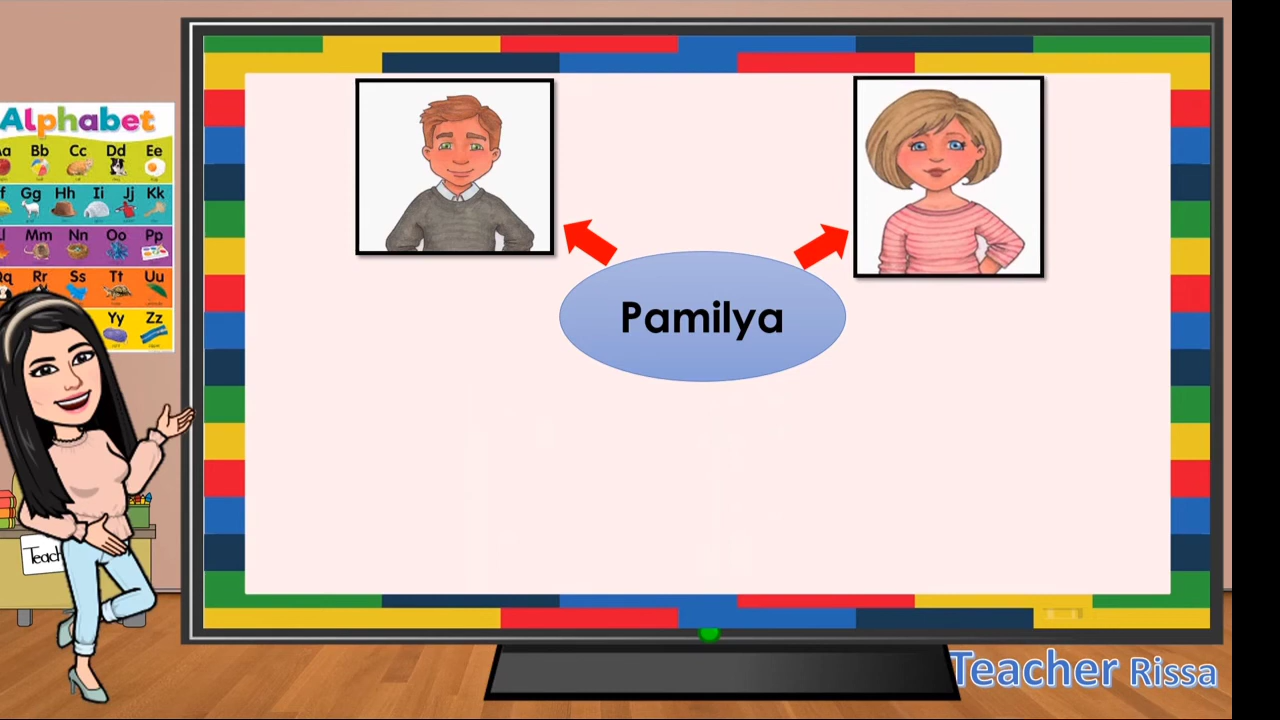 Alphabet
Bb Cc Dd Ee
Gg Hh Ii Jj Kk
Mm Nn Oo Pp
Rr Ss Tt Uu
Yy Zz
Pamilya
Teach
Teacher Rissa